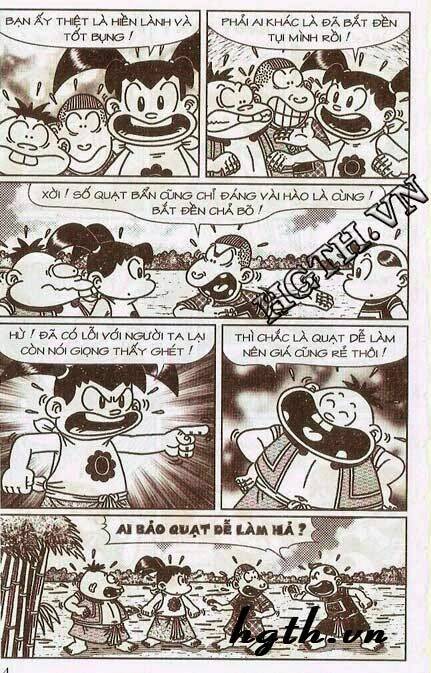 BẠN ẤY THIỆT LÀ HIỀN LÀNH VÀ
TỐT BỤNG !
PHẢI AI KHÁC LÀ ĐÃ BẮT ĐỀN
TỤI MÌNH RỒI !
XỜI ! SỐ QUẠT BẨN CŨNG CHỈ ĐÁNG VÀI HÀO LÀ CÙNG !
BẮT ĐỀN CHẢ BÕ !
HỪ ! ĐÃ CÓ LỖI VỚI NGƯỜI TA LẠI
CÒN NÓI GIỌNG THẤY GHÉT !
THÌ CHẮC LÀ QUẠT DỄ LÀM
NÊN GIÁ CŨNG RẺ THÔI !
AI BẢO QUẠT DỄ LÀM HẢ ?
HGTH.VN
hgth.vn
4